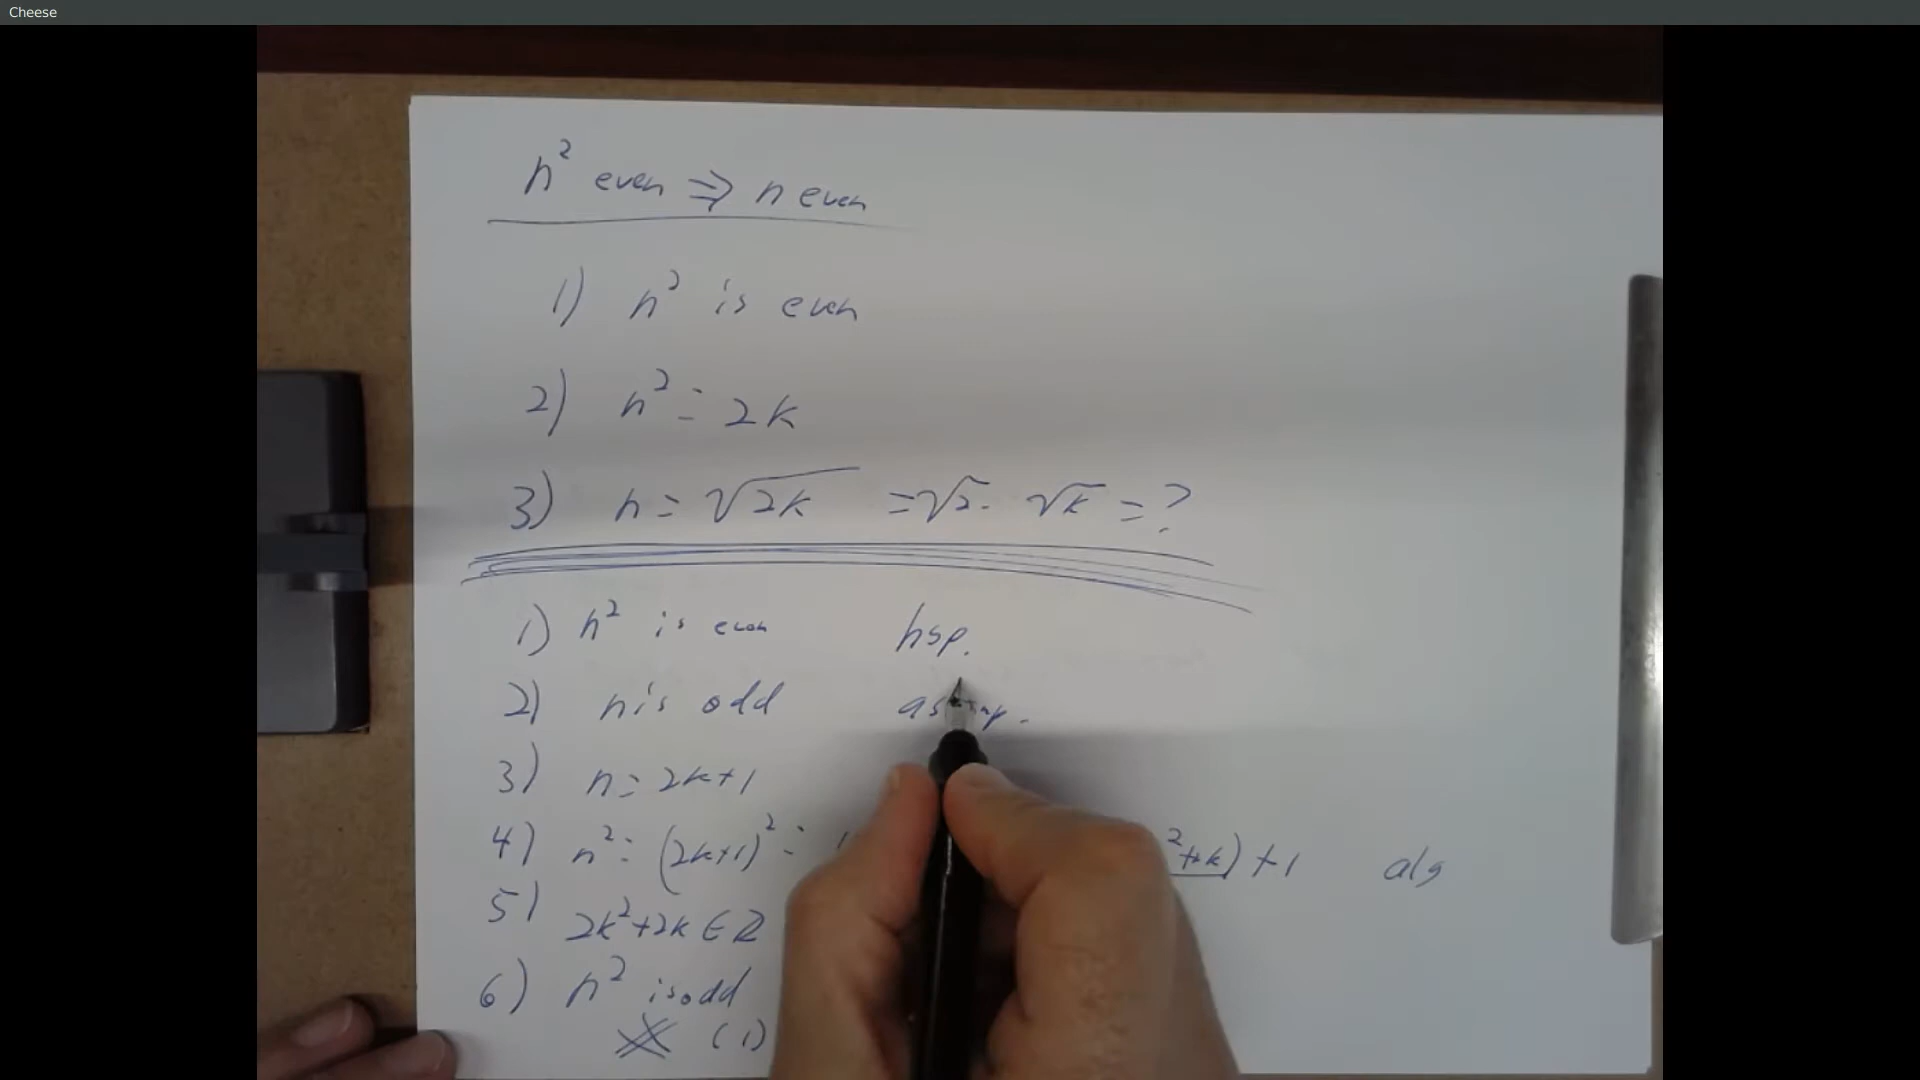 Cheese
n² even ⇒ n even
1) n² is even
2) n² = 2k
3) n = √2k = √2 · √k = ?
1) n² is even hsp.
2) n is odd
3) n = 2k+1
4) n² = (2k+1)² = ²+2k) + 1 alg
5) 2k²+2k ∈ Z
6) n² is odd
(1)